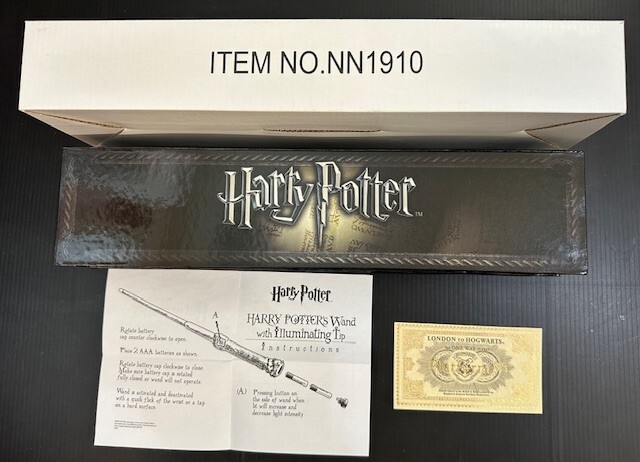 ITEM NO.NN1910
Harry Potter
TM
Harry Potter
HARRY POTTER'S Wand
with Illuminating Tip
Instructions
A
Rotate battery
cap counter clockwise to open.
Place 2 AAA batteries as shown.
Rotate battery cap clockwise to close
Make sure battery cap is rotated
fully closed or wand will not operate.
Wand is activated and deactivated
with a quick flick of the wrist or a tap
on a hard surface
(A) Pressing button on
the side of wand when
lit will increase and
decrease light intensity
LONDON to HOGWARTS